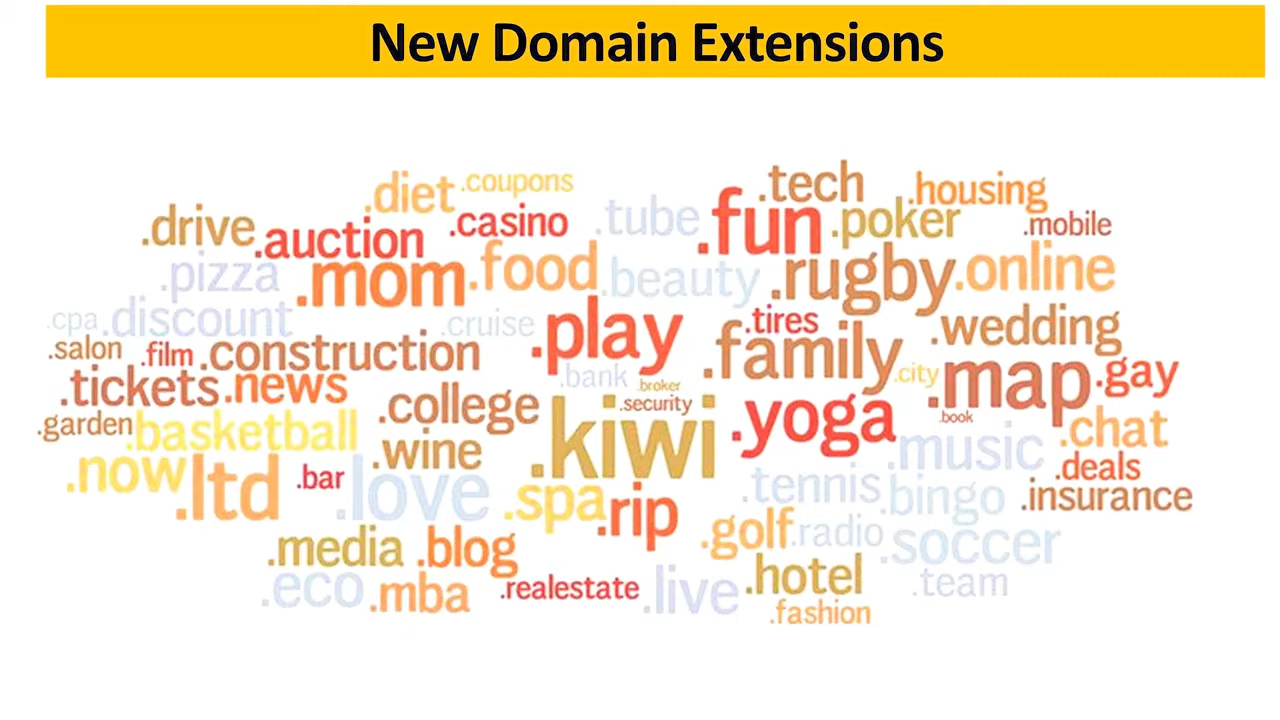 New Domain Extensions
.diet .coupons .tech .housing
.drive .auction .casino .tube .fun .poker .mobile
.pizza .mom .food .beauty .rugby .online
.cpa .discount .cruise .play .tires .wedding
.salon .film .construction .family
.tickets .news .bank .broker .city .map .gay
.garden .basketball .college .security .kiwi .yoga .book .chat
.now .ltd .bar .wine .love .music .deals
.spa .rip .tennis .bingo .insurance
.media .blog .golf .radio .soccer
.eco .mba .realestate .live .hotel .team
.fashion